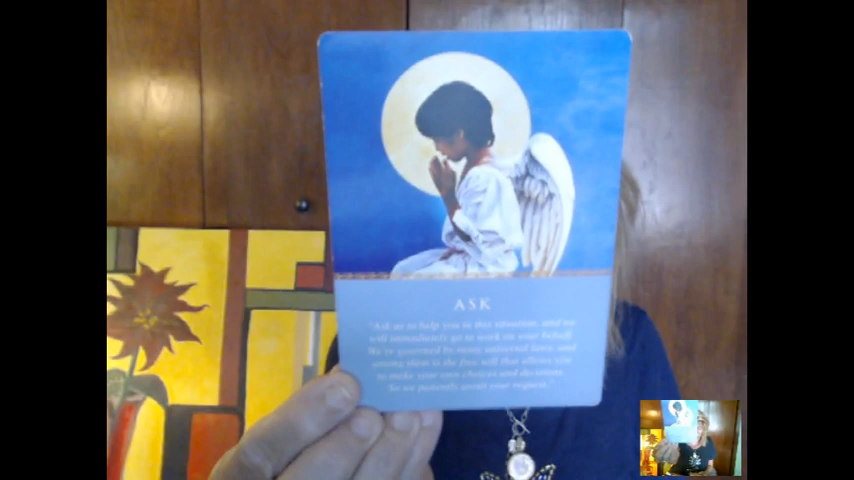 ASK
"Ask us to help you in this situation, and we
will immediately go to work on your behalf.
We're governed by many universal laws, and
among them is the free will that allows you
to make your own choices and decisions.
So we patiently await your request."